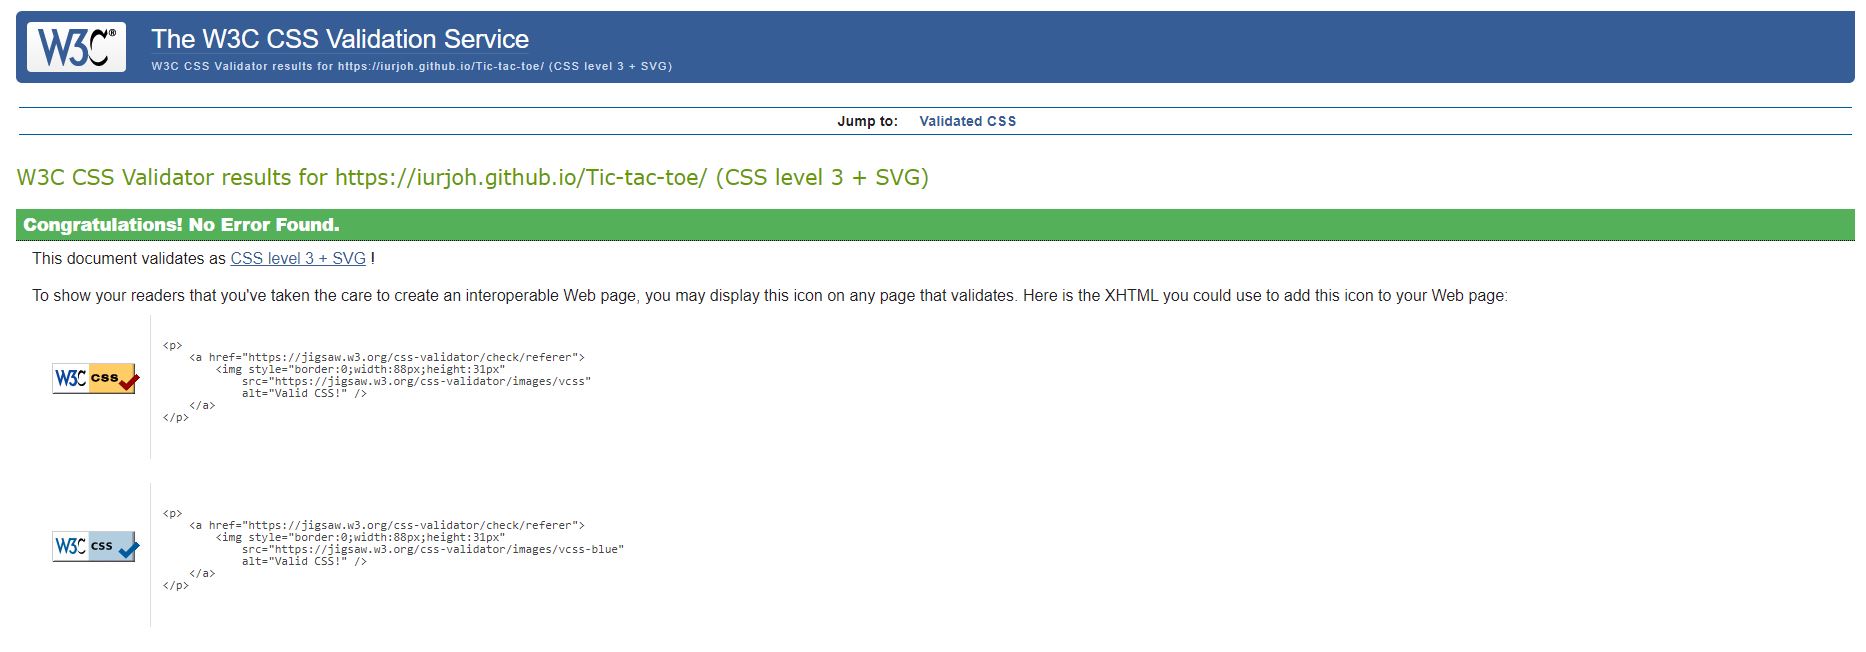 W3C®
The W3C CSS Validation Service
W3C CSS Validator results for https://iurjoh.github.io/Tic-tac-toe/ (CSS level 3 + SVG)
Jump to: Validated CSS
W3C CSS Validator results for https://iurjoh.github.io/Tic-tac-toe/ (CSS level 3 + SVG)
Congratulations! No Error Found.
This document validates as CSS level 3 + SVG !
To show your readers that you've taken the care to create an interoperable Web page, you may display this icon on any page that validates. Here is the XHTML you could use to add this icon to your Web page:
W3C css
<p>
    <a href="https://jigsaw.w3.org/css-validator/check/referer">
        <img style="border:0;width:88px;height:31px"
            src="https://jigsaw.w3.org/css-validator/images/vcss"
            alt="Valid CSS!" />
    </a>
</p>
W3C css
<p>
    <a href="https://jigsaw.w3.org/css-validator/check/referer">
        <img style="border:0;width:88px;height:31px"
            src="https://jigsaw.w3.org/css-validator/images/vcss-blue"
            alt="Valid CSS!" />
    </a>
</p>